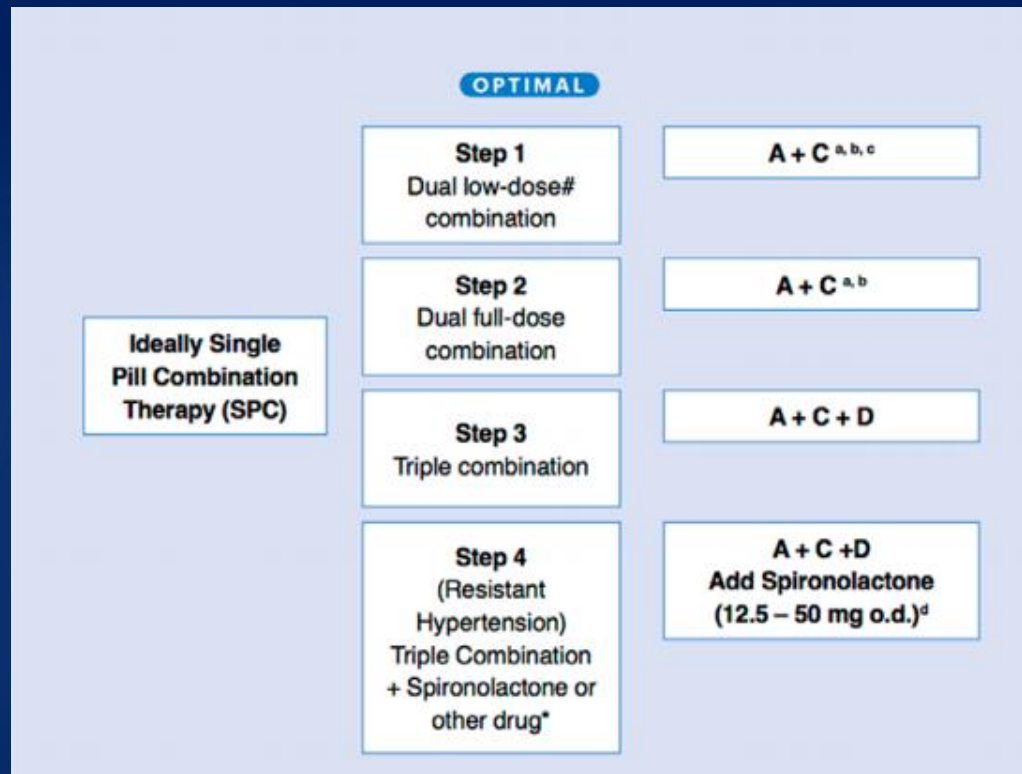 OPTIMAL
Step 1
Dual low-dose#
combination
A + C a, b, c
Step 2
Dual full-dose
combination
A + C a, b
Ideally Single
Pill Combination
Therapy (SPC)
Step 3
Triple combination
A + C + D
Step 4
(Resistant
Hypertension)
Triple Combination
+ Spironolactone or
other drug*
A + C +D
Add Spironolactone
(12.5 – 50 mg o.d.)d